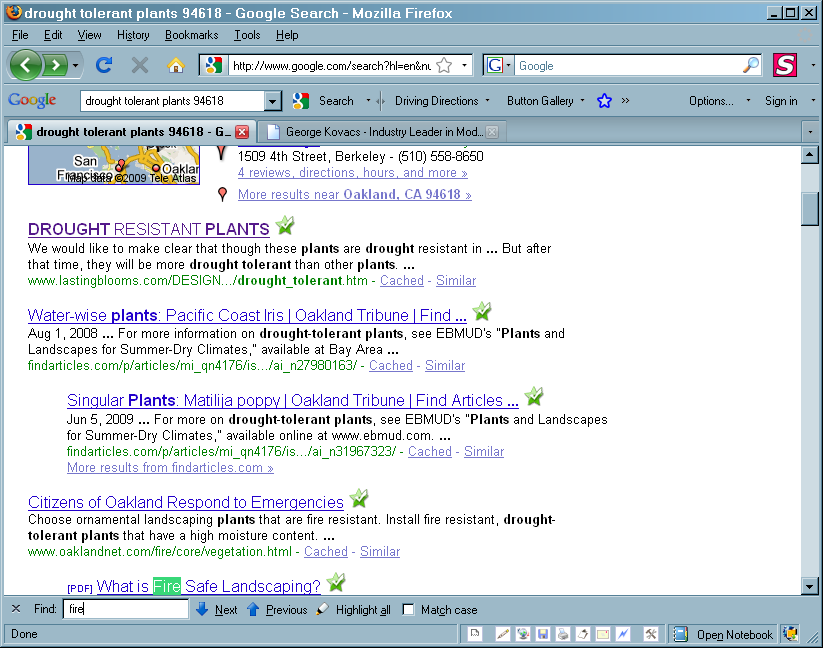 drought tolerant plants 94618 - Google Search - Mozilla Firefox
File Edit View History Bookmarks Tools Help
http://www.google.com/search?hl=en&nu
G Google
S
Google drought tolerant plants 94618 Search Driving Directions Button Gallery » Options... Sign in
drought tolerant plants 94618 - G... George Kovacs - Industry Leader in Mod...
San
Francisco Oaklan
Map data ©2009 Tele Atlas
1509 4th Street, Berkeley - (510) 558-8650
4 reviews, directions, hours, and more »
More results near Oakland, CA 94618 »
DROUGHT RESISTANT PLANTS
We would like to make clear that though these plants are drought resistant in ... But after
that time, they will be more drought tolerant than other plants. ...
www.lastingblooms.com/DESIGN.../drought_tolerant.htm - Cached - Similar
Water-wise plants: Pacific Coast Iris | Oakland Tribune | Find ...
Aug 1, 2008 ... For more information on drought-tolerant plants, see EBMUD's "Plants and
Landscapes for Summer-Dry Climates," available at Bay Area ...
findarticles.com/p/articles/mi_qn4176/is.../ai_n27980163/ - Cached - Similar
Singular Plants: Matilija poppy | Oakland Tribune | Find Articles ...
Jun 5, 2009 ... For more on drought-tolerant plants, see EBMUD's "Plants and Landscapes
for Summer-Dry Climates," available online at www.ebmud.com. ...
findarticles.com/p/articles/mi_qn4176/is.../ai_n31967323/ - Cached - Similar
More results from findarticles.com »
Citizens of Oakland Respond to Emergencies
Choose ornamental landscaping plants that are fire resistant. Install fire resistant, drought-
tolerant plants that have a high moisture content. ...
www.oaklandnet.com/fire/core/vegetation.html - Cached - Similar
[PDF] What is Fire Safe Landscaping?
Find: fire Next Previous Highlight all Match case
Done Open Notebook